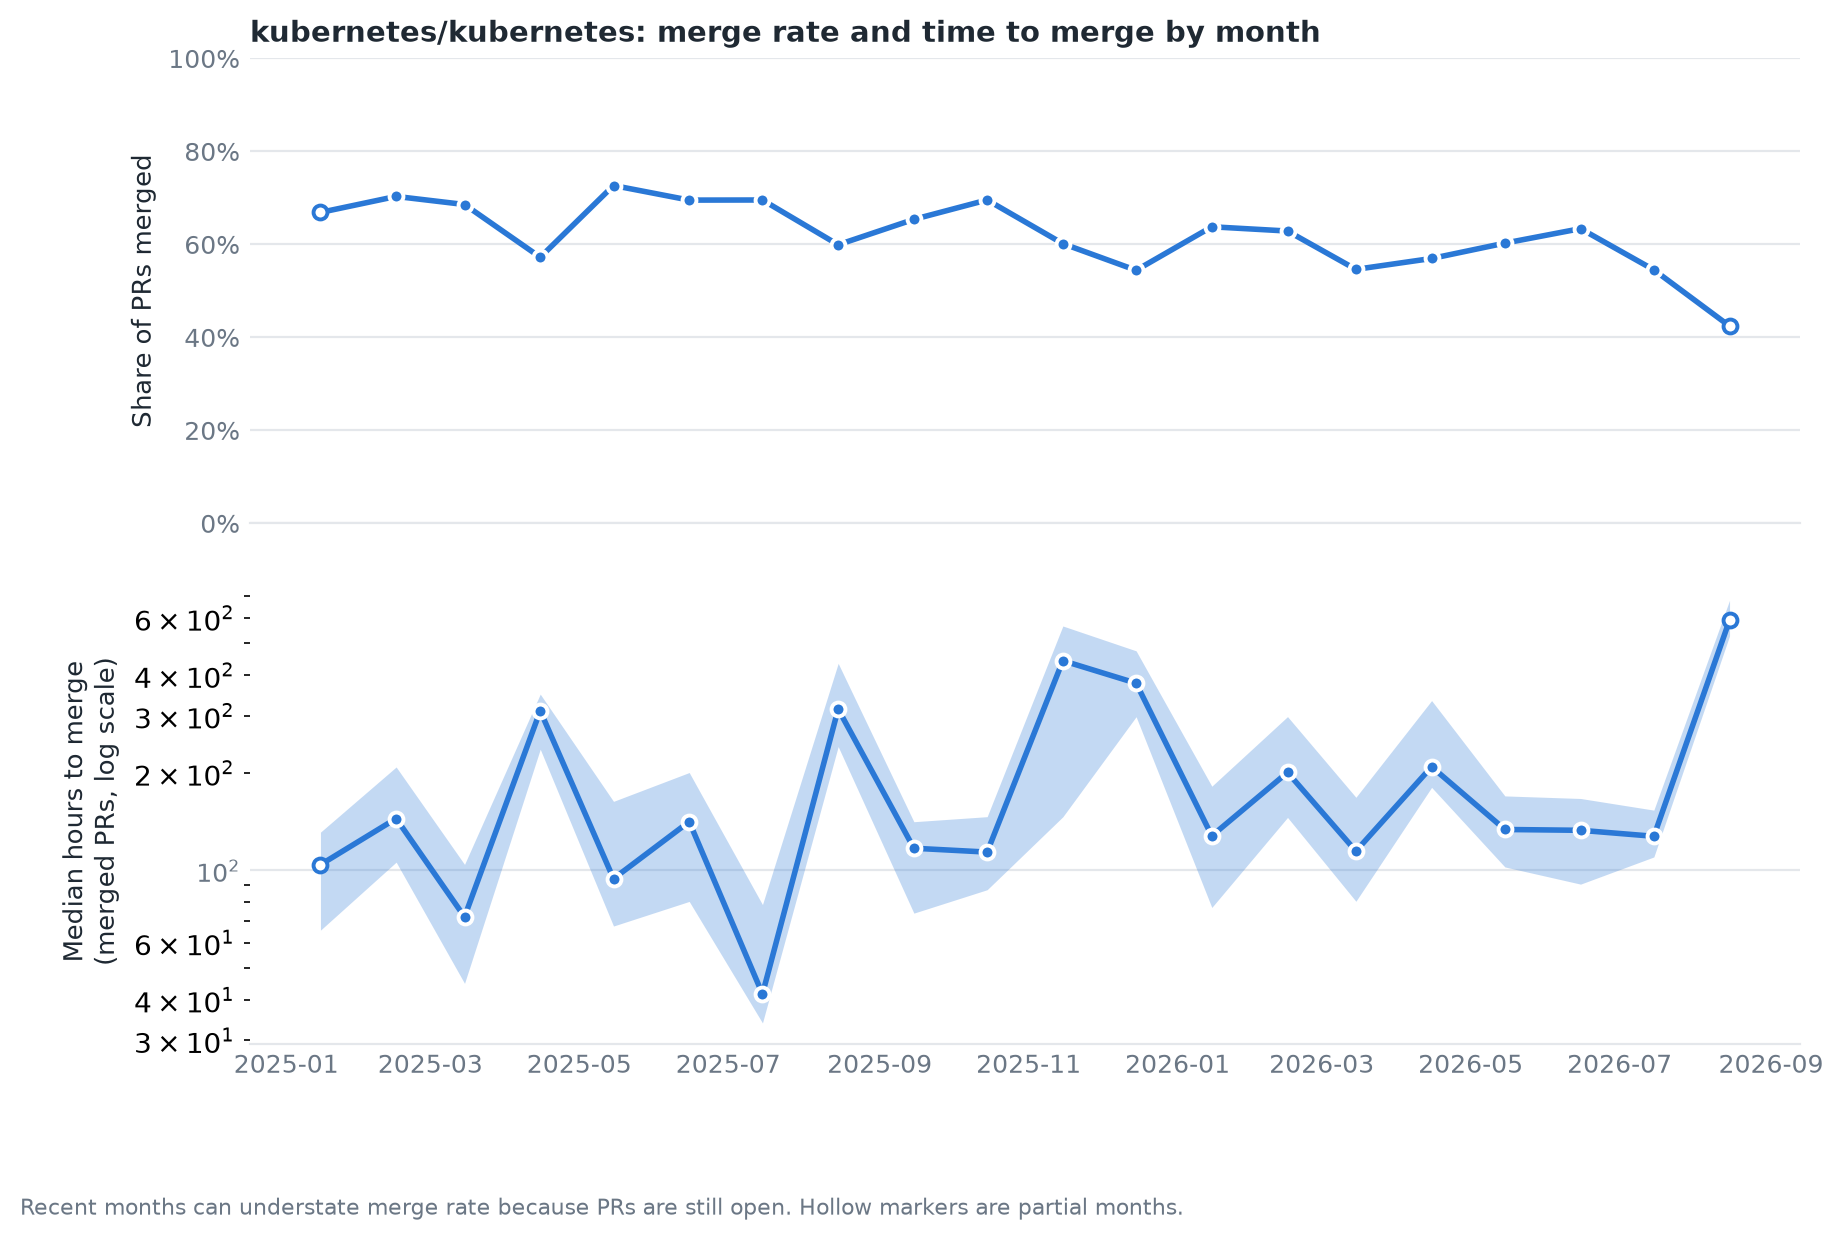 kubernetes/kubernetes: merge rate and time to merge by month
100%
80%
60%
40%
20%
0%
Share of PRs merged
6 × 10²
4 × 10²
3 × 10²
2 × 10²
10²
6 × 10¹
4 × 10¹
3 × 10¹
Median hours to merge
(merged PRs, log scale)
2025-01 2025-03 2025-05 2025-07 2025-09 2025-11 2026-01 2026-03 2026-05 2026-07 2026-09
Recent months can understate merge rate because PRs are still open. Hollow markers are partial months.